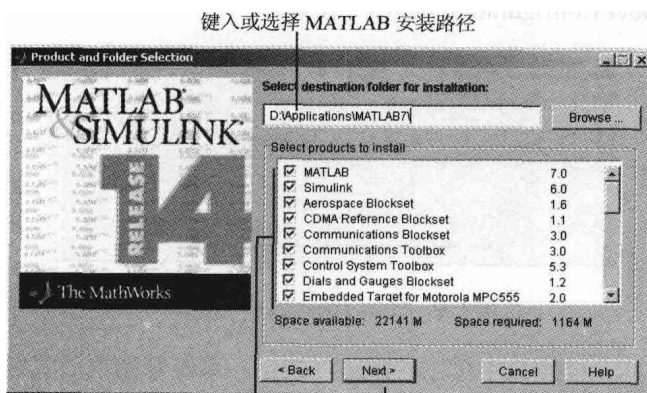 键入或选择 MATLAB 安装路径
Product and Folder Selection
MATLAB
& SIMULINK
RELEASE 14
The MathWorks
Select destination folder for installation:
D:\Applications\MATLAB7\
Browse ...
Select products to install
MATLAB 7.0
Simulink 6.0
Aerospace Blockset 1.6
CDMA Reference Blockset 1.1
Communications Blockset 3.0
Communications Toolbox 3.0
Control System Toolbox 5.3
Dials and Gauges Blockset 1.2
Embedded Target for Motorola MPC555 2.0
Space available: 22141 M Space required: 1164 M
< Back Next > Cancel Help